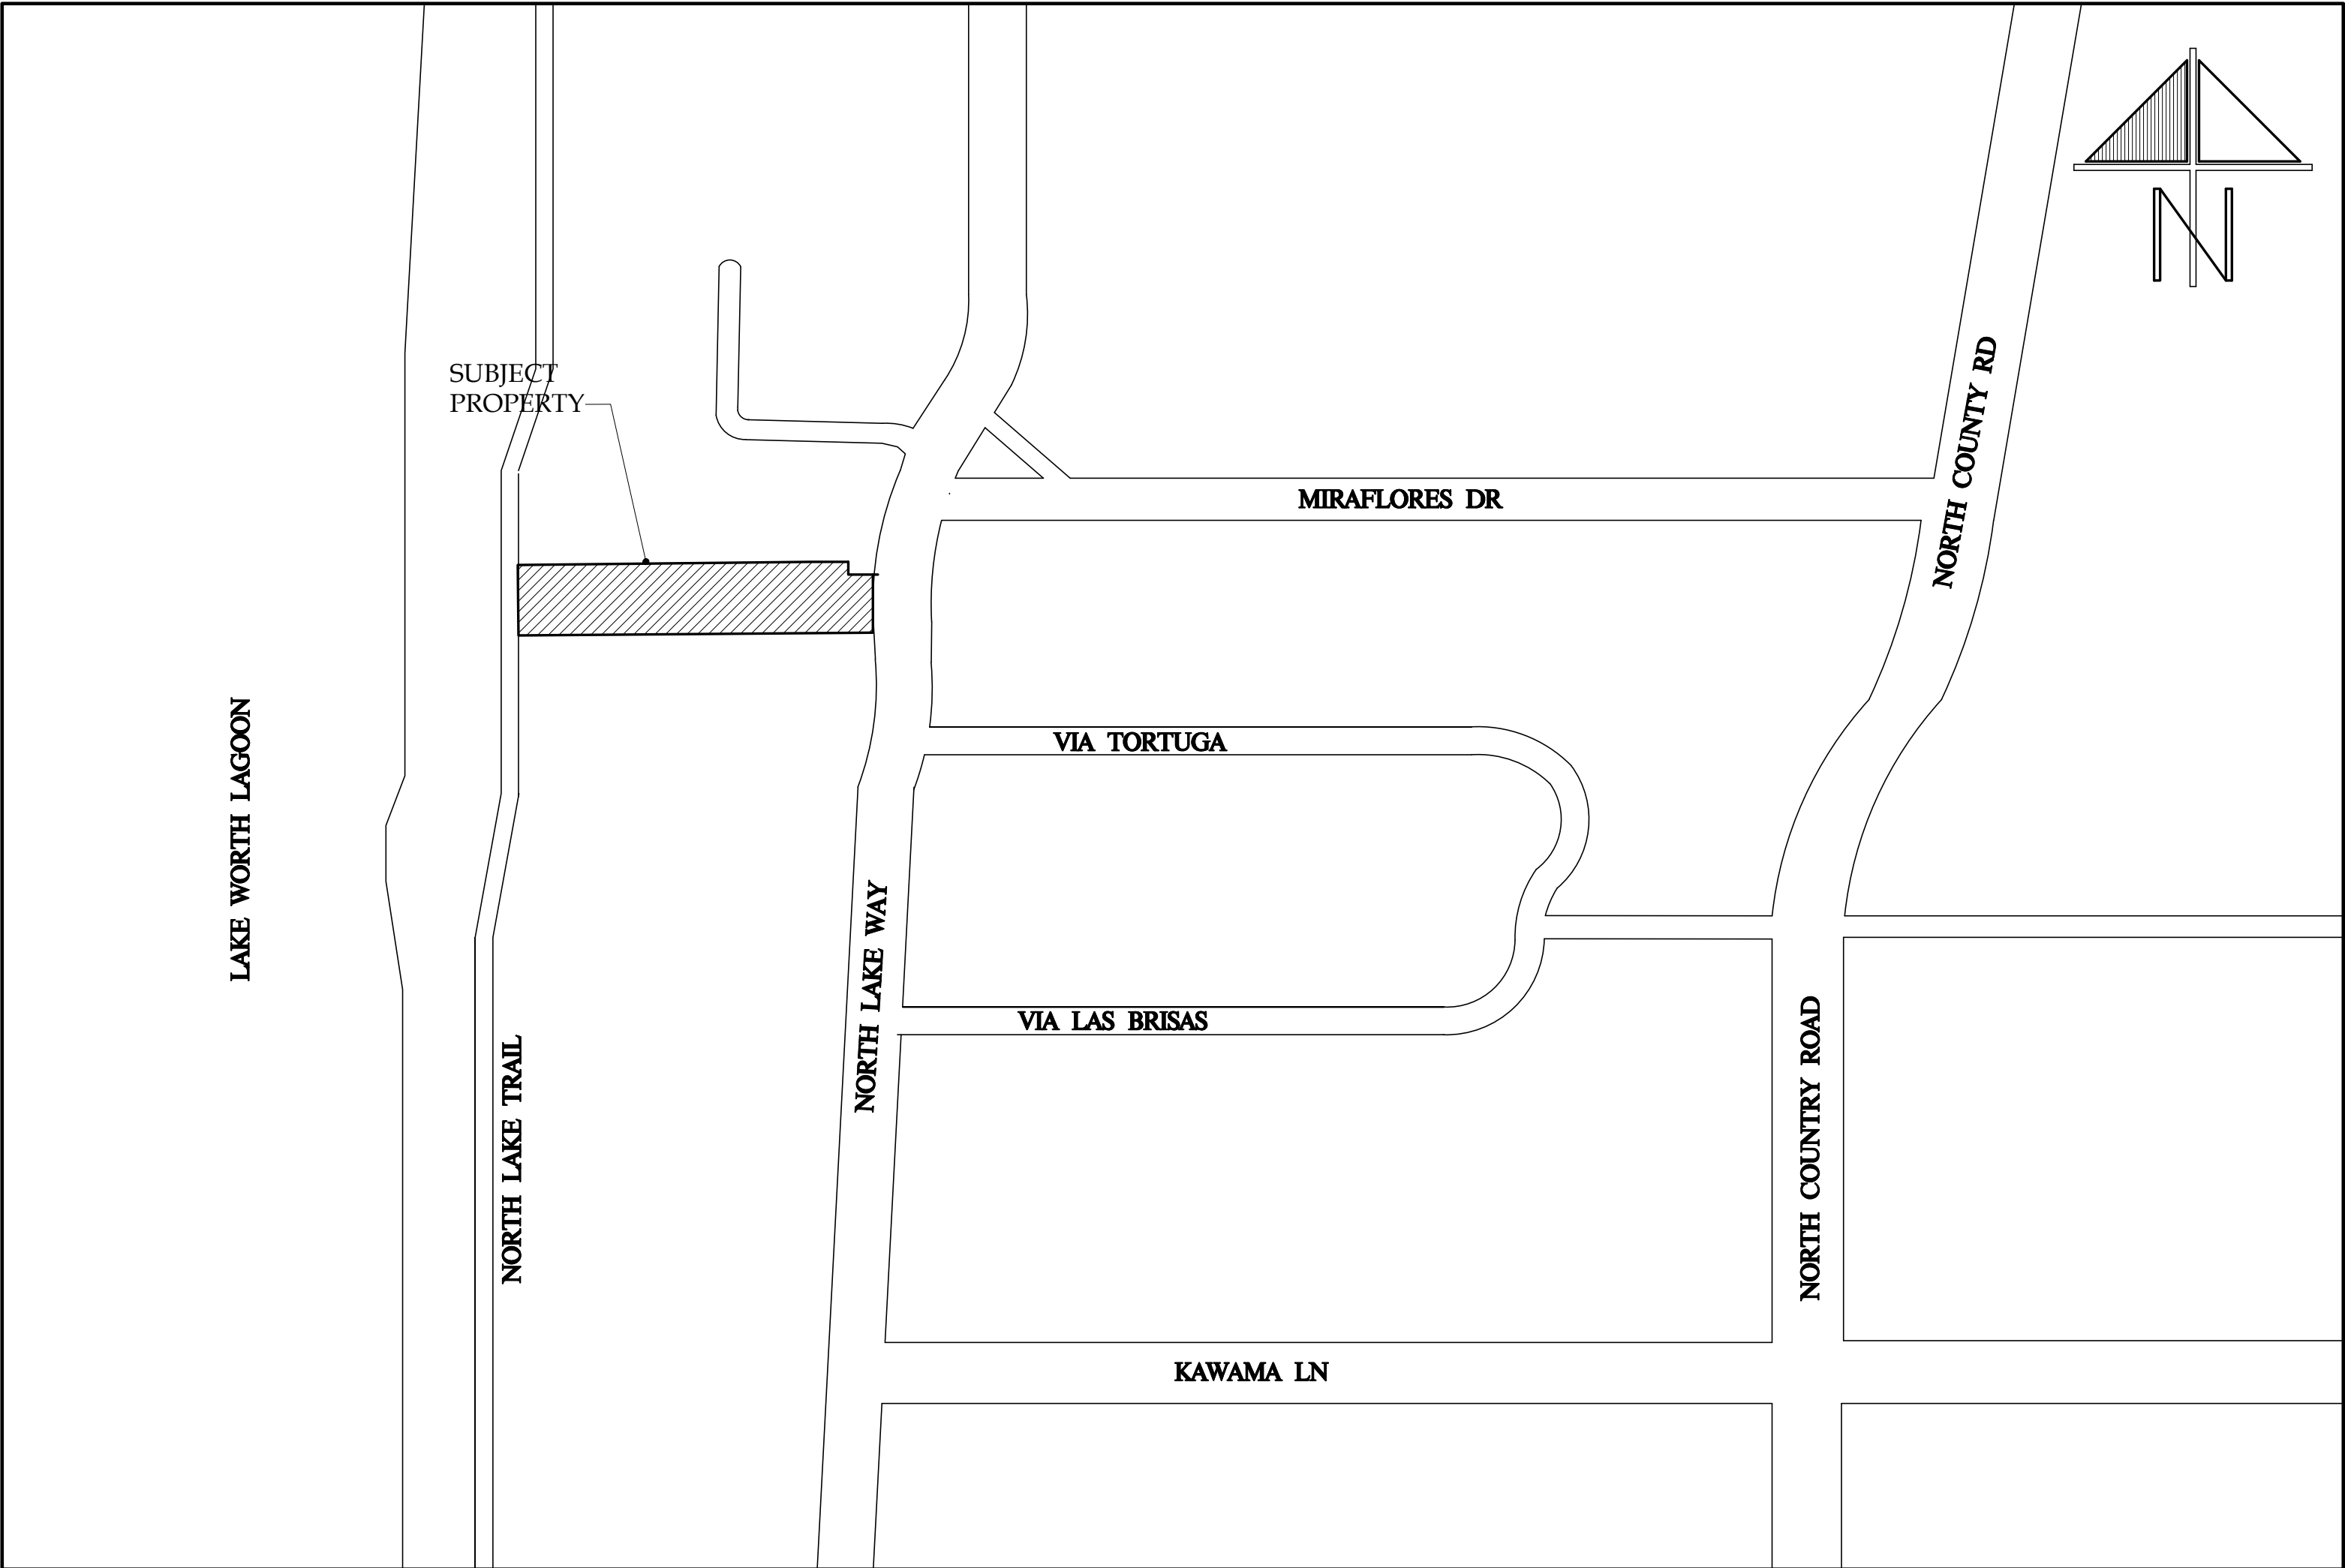 N
SUBJECT
PROPERTY
NORTH COUNTY RD
MIRAFLORES DR
VIA TORTUGA
LAKE WORTH LAGOON
NORTH LAKE WAY
VIA LAS BRISAS
NORTH LAKE TRAIL
NORTH COUNTRY ROAD
KAWAMA LN